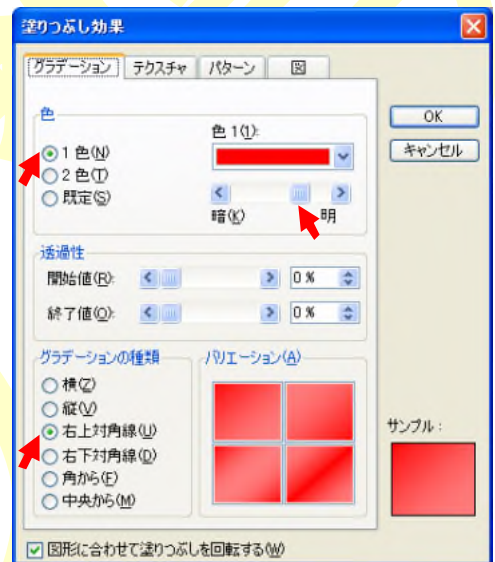 塗りつぶし効果
グラデーション テクスチャ パターン 図
色
1 色(N)
2 色(T)
既定(S)
色 1(1):
暗(K) 明
OK
キャンセル
透過性
開始値(R): 0 %
終了値(O): 0 %
グラデーションの種類
横(Z)
縦(V)
右上対角線(U)
右下対角線(D)
角から(F)
中央から(M)
バリエーション(A)
サンプル:
図形に合わせて塗りつぶしを回転する(W)